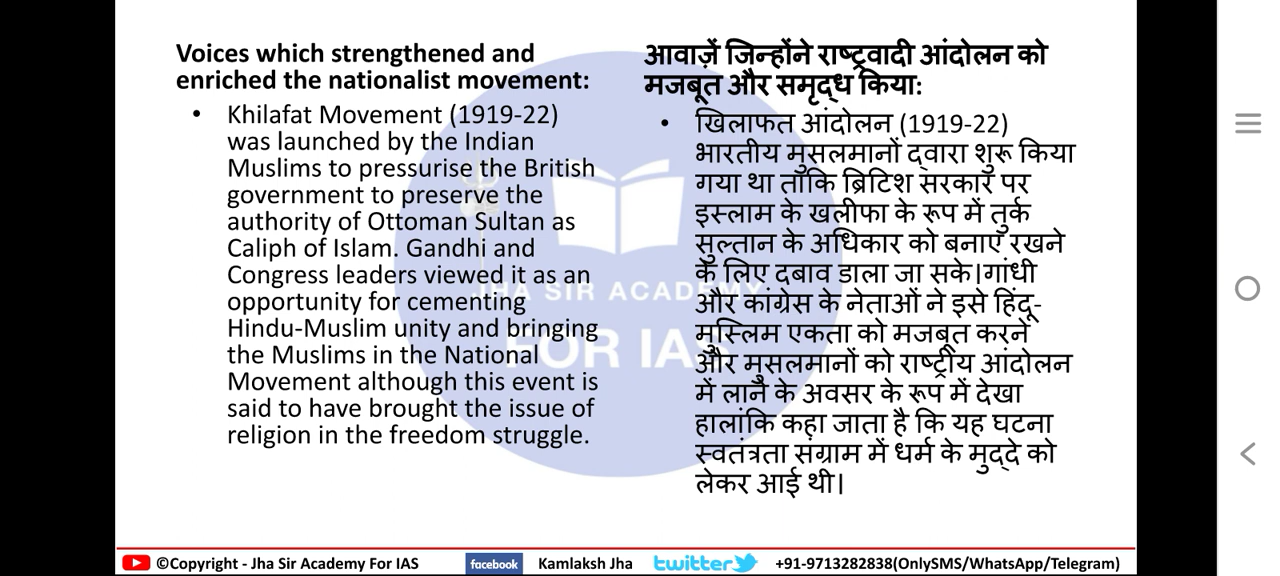 Voices which strengthened and
enriched the nationalist movement:
• Khilafat Movement (1919-22)
was launched by the Indian
Muslims to pressurise the British
government to preserve the
authority of Ottoman Sultan as
Caliph of Islam. Gandhi and
Congress leaders viewed it as an
opportunity for cementing
Hindu-Muslim unity and bringing
the Muslims in the National
Movement although this event is
said to have brought the issue of
religion in the freedom struggle.
आवाज़ें जिन्होंने राष्ट्रवादी आंदोलन को
मजबूत और समृद्ध किया:
• खिलाफत आंदोलन (1919-22)
भारतीय मुसलमानों द्वारा शुरू किया
गया था ताकि ब्रिटिश सरकार पर
इस्लाम के खलीफा के रूप में तुर्क
सुल्तान के अधिकार को बनाए रखने
के लिए दबाव डाला जा सके।गांधी
और कांग्रेस के नेताओं ने इसे हिंदू-
मुस्लिम एकता को मजबूत करने
और मुसलमानों को राष्ट्रीय आंदोलन
में लाने के अवसर के रूप में देखा
हालांकि कहा जाता है कि यह घटना
स्वतंत्रता संग्राम में धर्म के मुद्दे को
लेकर आई थी।
JHA SIR ACADEMY
FOR IAS
©Copyright - Jha Sir Academy For IAS facebook Kamlaksh Jha twitter +91-9713282838(OnlySMS/WhatsApp/Telegram)